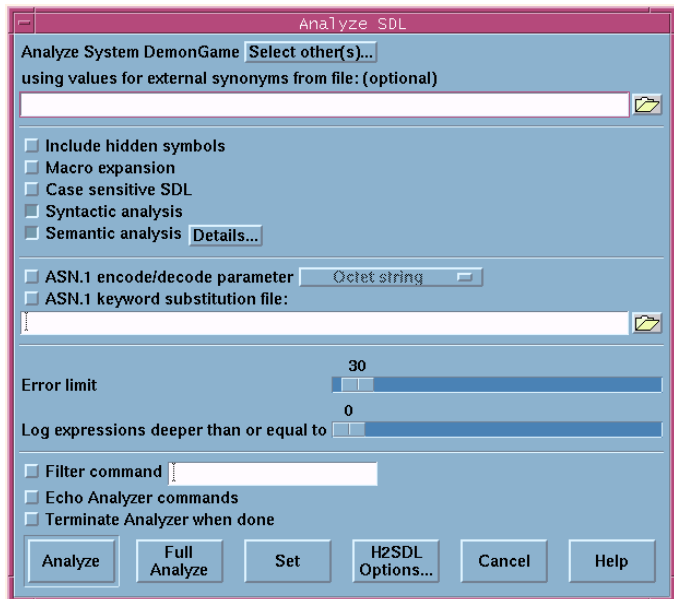 Analyze SDL
Analyze System DemonGame Select other(s)...
using values for external synonyms from file: (optional)
Include hidden symbols
Macro expansion
Case sensitive SDL
Syntactic analysis
Semantic analysis Details...
ASN.1 encode/decode parameter Octet string
ASN.1 keyword substitution file:
30
Error limit
0
Log expressions deeper than or equal to
Filter command
Echo Analyzer commands
Terminate Analyzer when done
Analyze Full Analyze Set H2SDL Options... Cancel Help